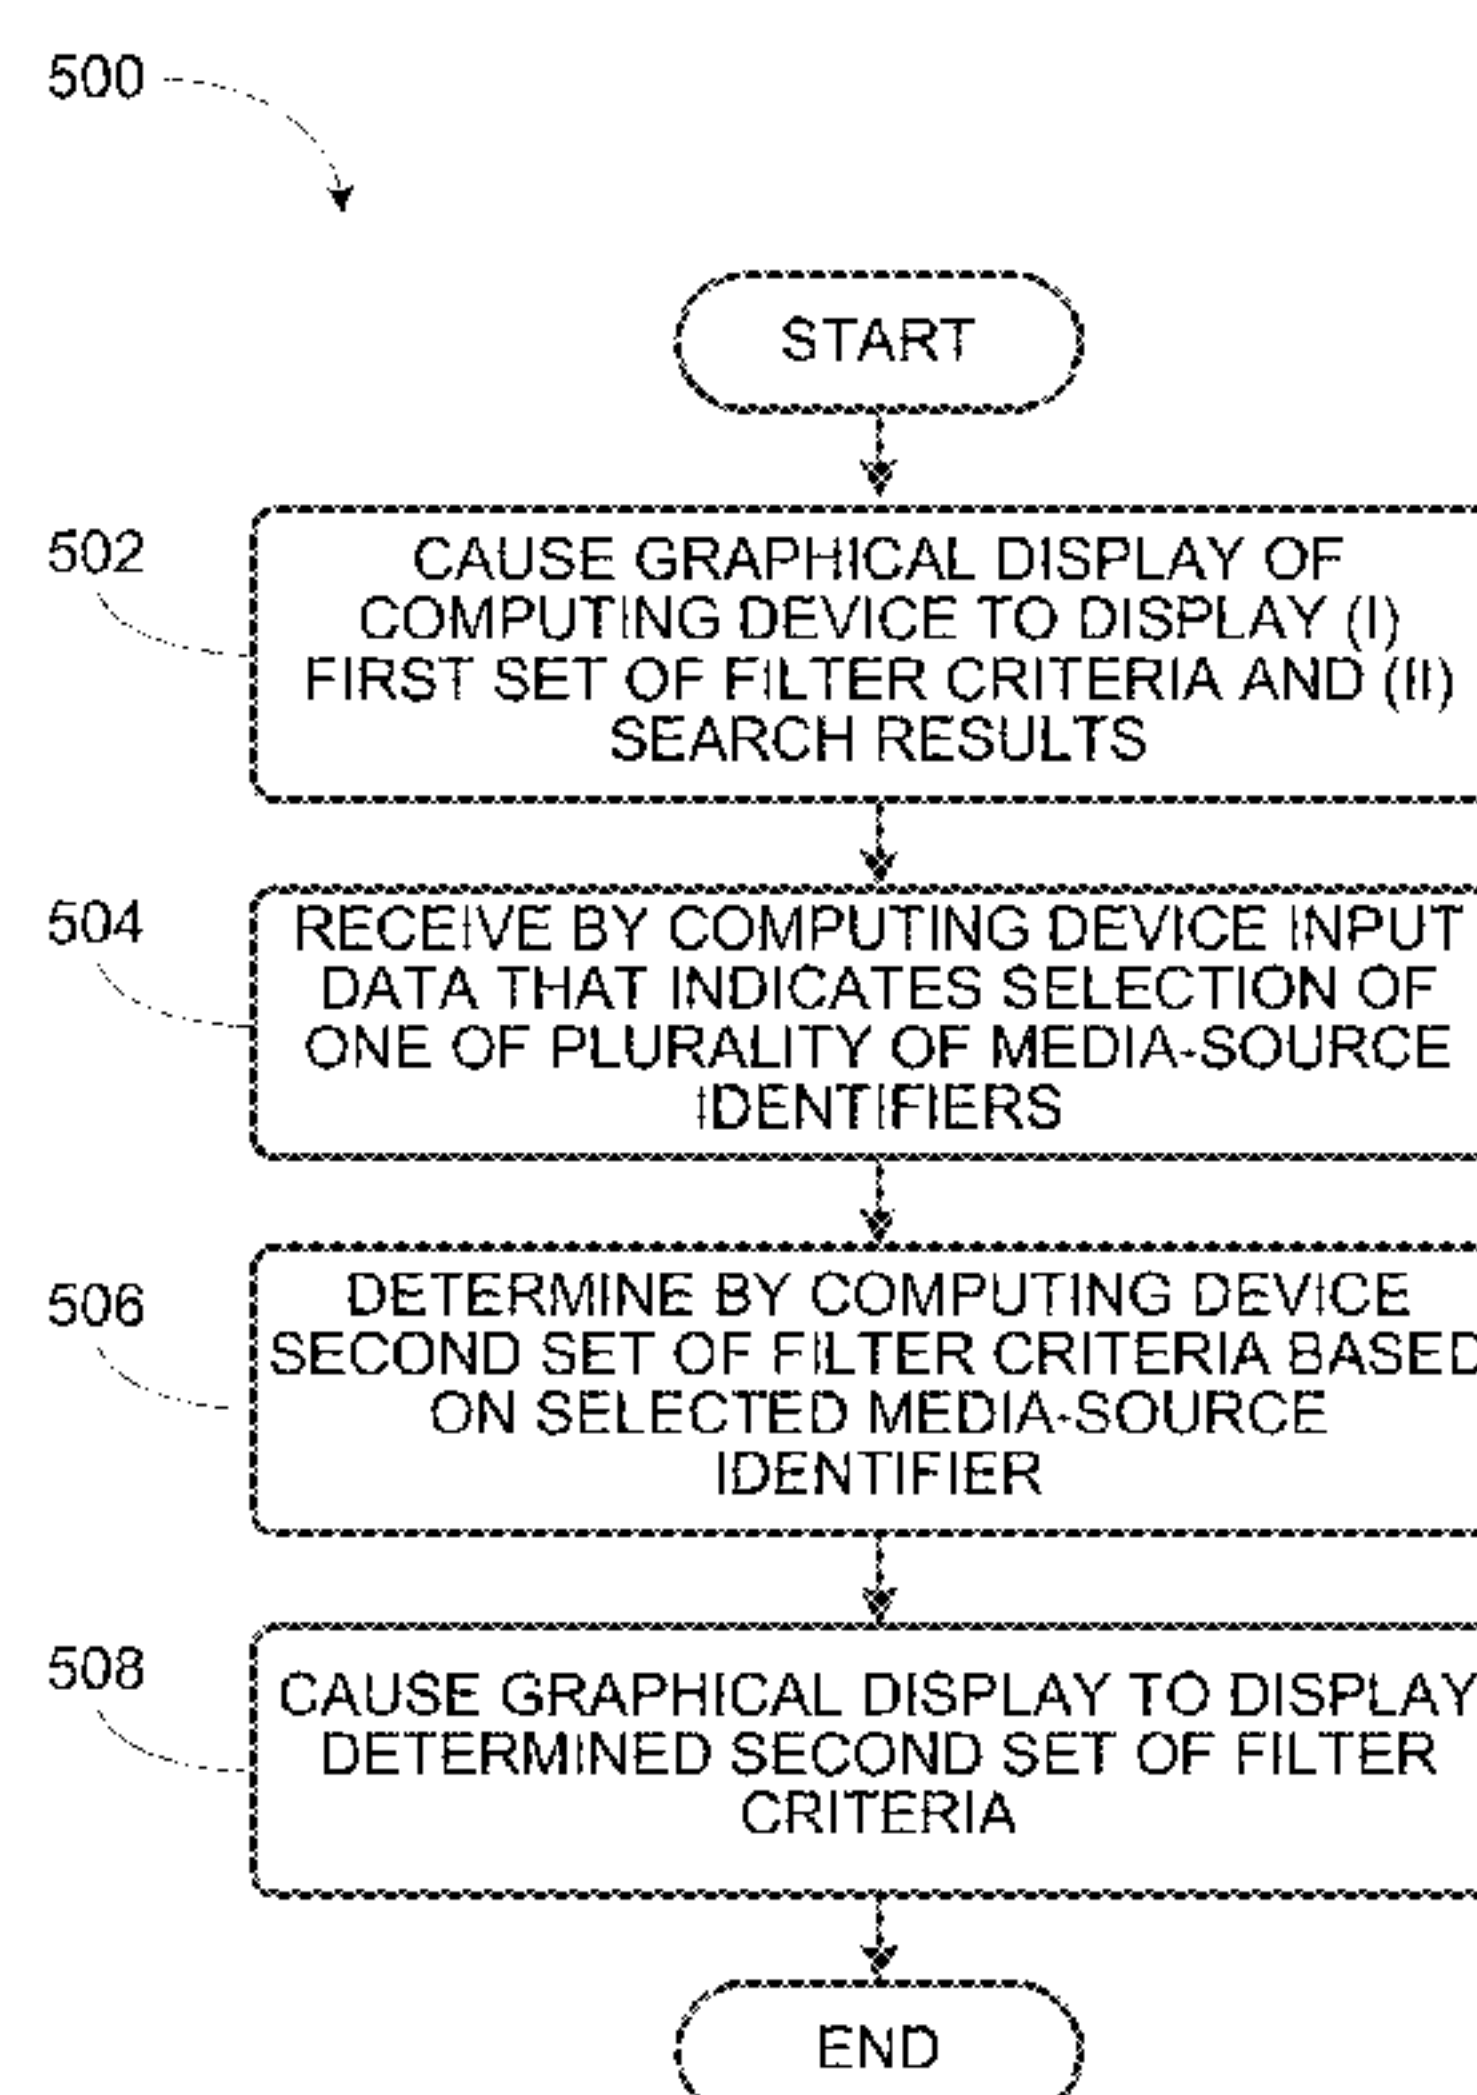 500
START
502
CAUSE GRAPHICAL DISPLAY OF
COMPUTING DEVICE TO DISPLAY (I)
FIRST SET OF FILTER CRITERIA AND (II)
SEARCH RESULTS
504
RECEIVE BY COMPUTING DEVICE INPUT
DATA THAT INDICATES SELECTION OF
ONE OF PLURALITY OF MEDIA-SOURCE
IDENTIFIERS
506
DETERMINE BY COMPUTING DEVICE
SECOND SET OF FILTER CRITERIA BASED
ON SELECTED MEDIA-SOURCE
IDENTIFIER
508
CAUSE GRAPHICAL DISPLAY TO DISPLAY
DETERMINED SECOND SET OF FILTER
CRITERIA
END